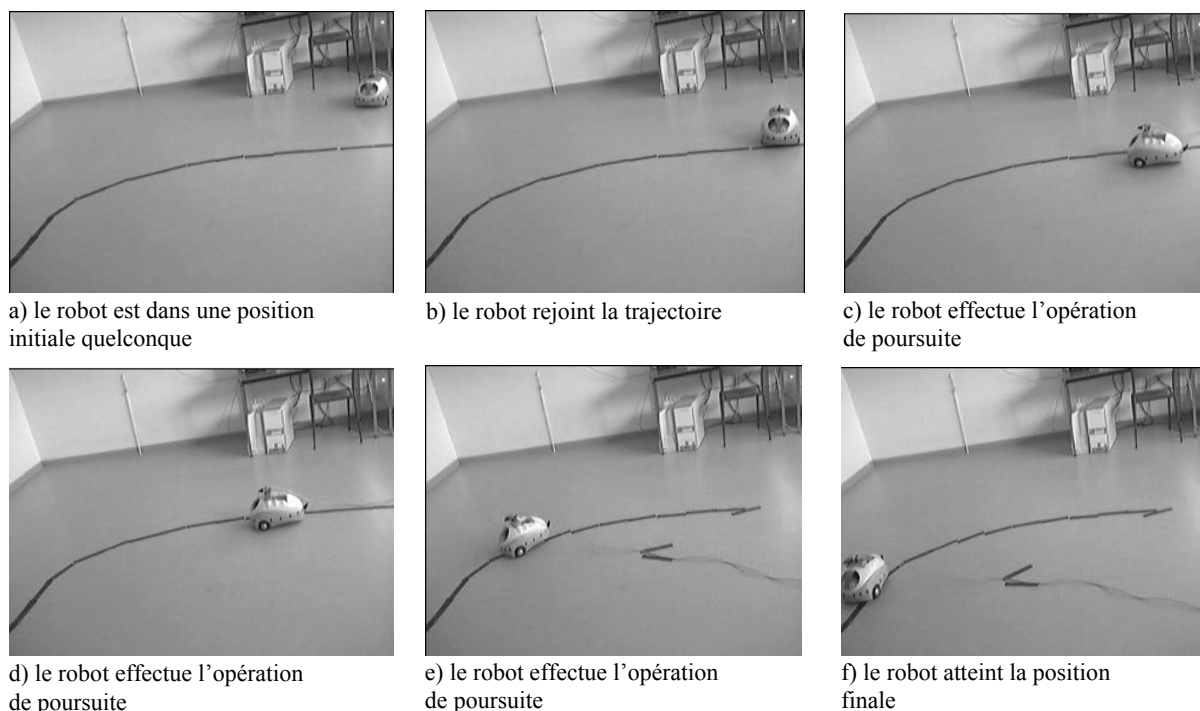 a) le robot est dans une position
initiale quelconque
b) le robot rejoint la trajectoire
c) le robot effectue l’opération
de poursuite
d) le robot effectue l’opération
de poursuite
e) le robot effectue l’opération
de poursuite
f) le robot atteint la position
finale